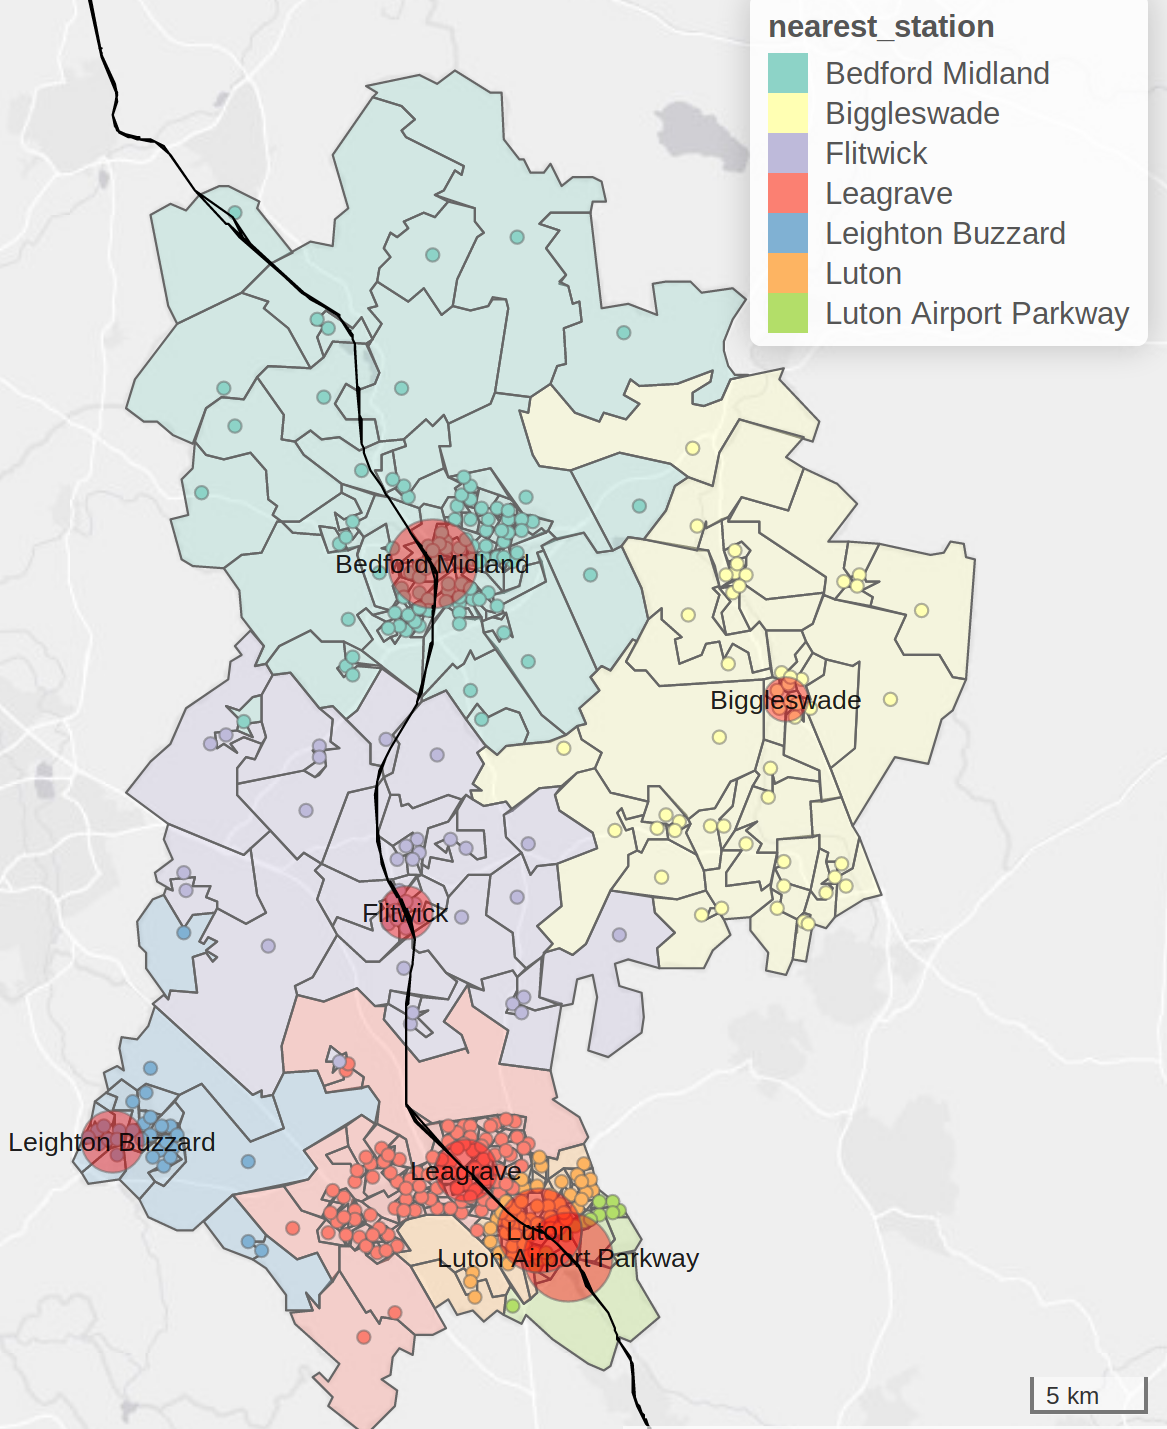 nearest_station
Bedford Midland
Biggleswade
Flitwick
Leagrave
Leighton Buzzard
Luton
Luton Airport Parkway
Bedford Midland
Biggleswade
Flitwick
Leighton Buzzard
Leagrave
Luton
Luton Airport Parkway
5 km